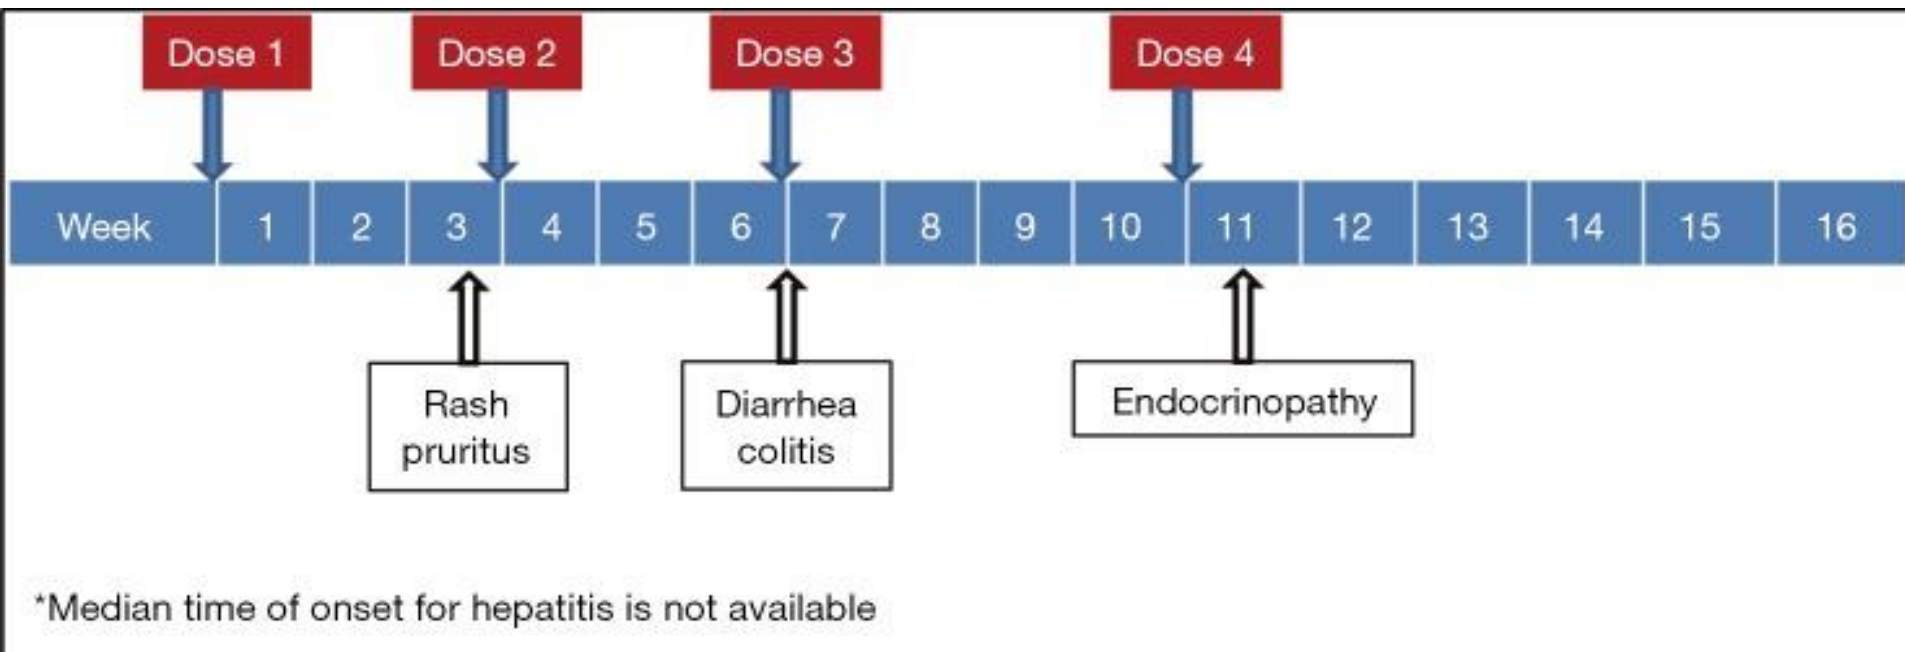 Dose 1
Dose 2
Dose 3
Dose 4
Week 1 2 3 4 5 6 7 8 9 10 11 12 13 14 15 16
Rash
pruritus
Diarrhea
colitis
Endocrinopathy
*Median time of onset for hepatitis is not available